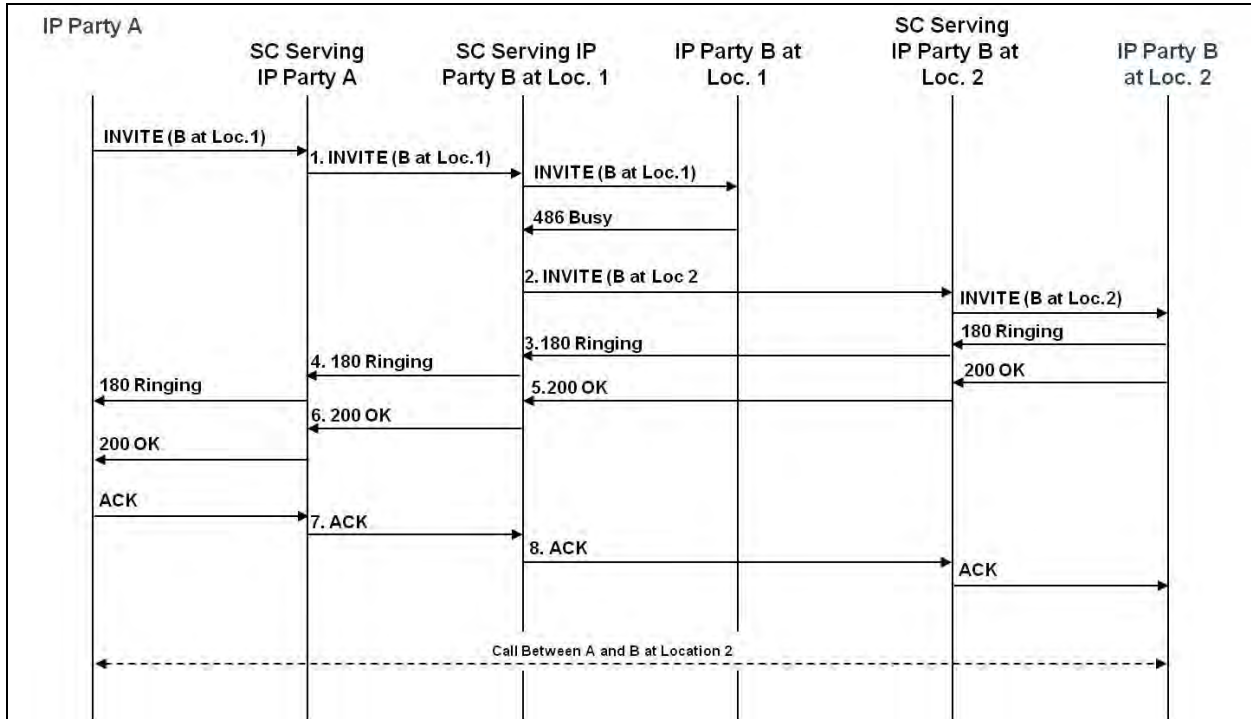 IP Party A
SC Serving
IP Party A
SC Serving IP
Party B at Loc. 1
IP Party B at
Loc. 1
SC Serving
IP Party B at
Loc. 2
IP Party B
at Loc. 2
INVITE (B at Loc.1)
1. INVITE (B at Loc.1)
INVITE (B at Loc.1)
486 Busy
2. INVITE (B at Loc 2
INVITE (B at Loc.2)
180 Ringing
3.180 Ringing
4. 180 Ringing
180 Ringing
200 OK
5.200 OK
6. 200 OK
200 OK
ACK
7. ACK
8. ACK
ACK
Call Between A and B at Location 2